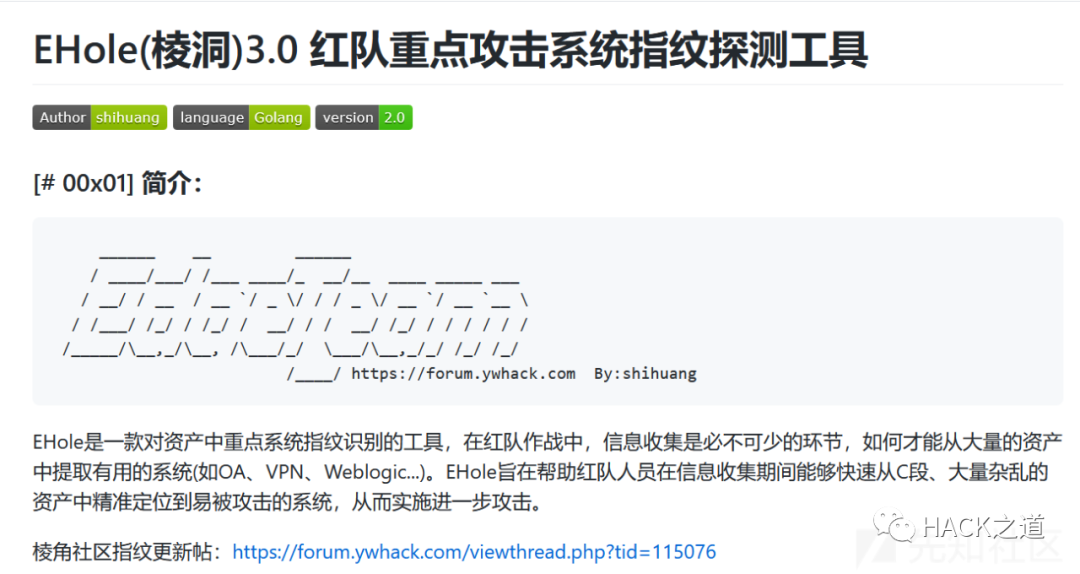 EHole(棱洞)3.0 红队重点攻击系统指纹探测工具
Author shihuang language Golang version 2.0
[# 00x01] 简介：
https://forum.ywhack.com By:shihuang
EHole是一款对资产中重点系统指纹识别的工具，在红队作战中，信息收集是必不可少的环节，如何才能从大量的资产
中提取有用的系统(如OA、VPN、Weblogic...)。EHole旨在帮助红队人员在信息收集期间能够快速从C段、大量杂乱的
资产中精准定位到易被攻击的系统，从而实施进一步攻击。
HACK之道
先知社区
棱角社区指纹更新帖：https://forum.ywhack.com/viewthread.php?tid=115076